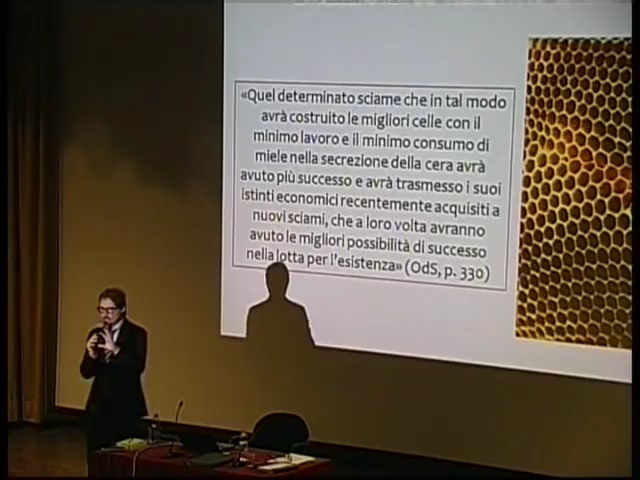 «Quel determinato sciame che in tal modo
avrà costruito le migliori celle con il
minimo lavoro e il minimo consumo di
miele nella secrezione della cera avrà
avuto più successo e avrà trasmesso i suoi
istinti economici recentemente acquisiti a
nuovi sciami, che a loro volta avranno
avuto le migliori possibilità di successo
nella lotta per l'esistenza» (OdS, p. 330)